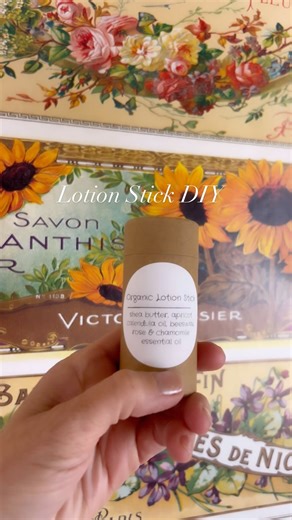 Lotion Stick DIY
SAVON
ANTHIS
R
VICTO
SIER
Organic Lotion Stick
shea butter, apricot
calendula oil, beeswax
rose & chamomile
essential oil
ES DE NIC
PARIS